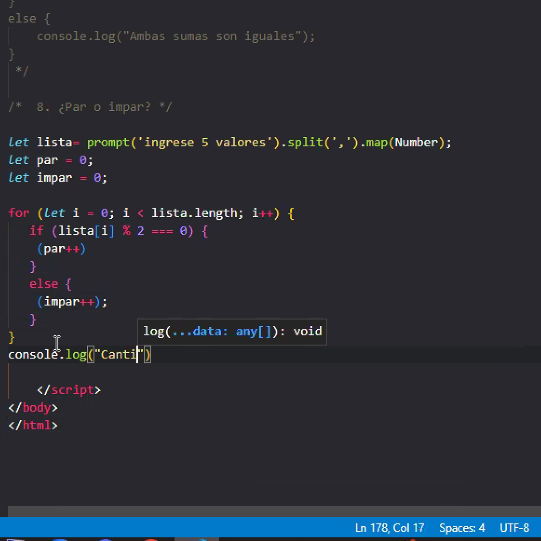 }
else {
console.log("Ambas sumas son iguales");
}
*/
/* 8. ¿Par o impar? */
let lista= prompt('ingrese 5 valores').split(',').map(Number);
let par = 0;
let impar = 0;
for (let i = 0; i < lista.length; i++) {
if (lista[i] % 2 === 0) {
(par++)
}
else {
(impar++);
}
log(...data: any[]): void
}
console.log("Canti")
</script>
</body>
</html>
Ln 178, Col 17 Spaces: 4 UTF-8